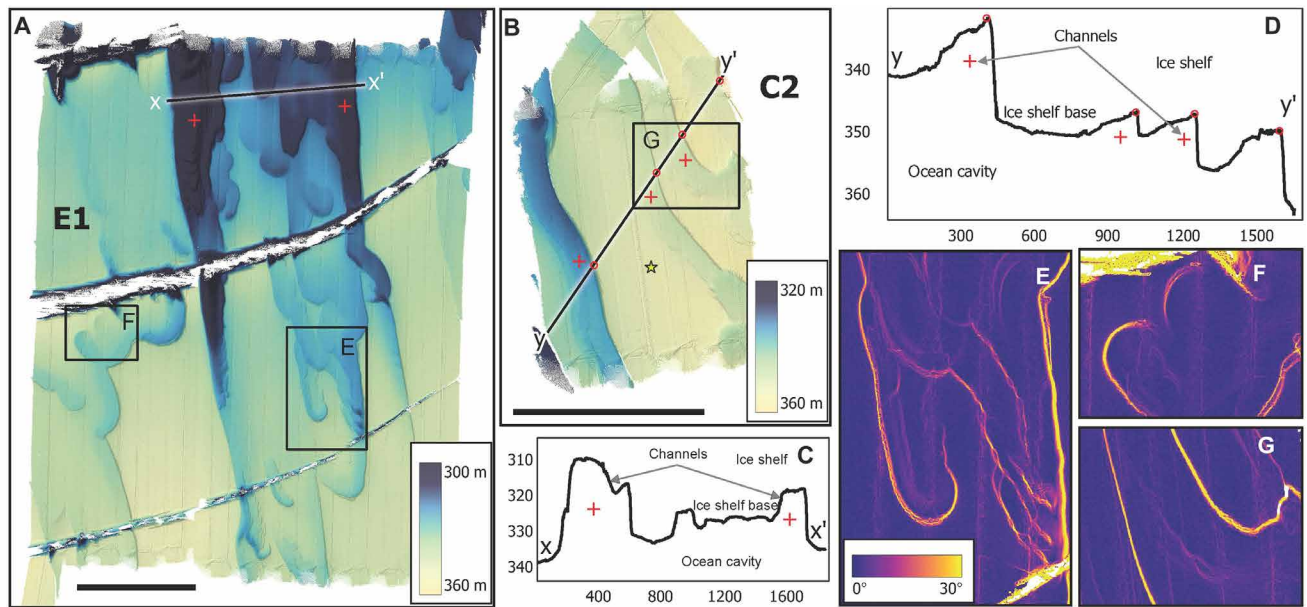 A
x
x'
E1
F
E
300 m
360 m
B
y'
C2
G
y
320 m
360 m
C
310
320
330
340
Channels
Ice shelf
Ice shelf base
x
x'
Ocean cavity
400 800 1200 1600
D
340
350
360
y
Channels
Ice shelf
Ice shelf base
y'
Ocean cavity
300 600 900 1200 1500
E
0° 30°
F
G